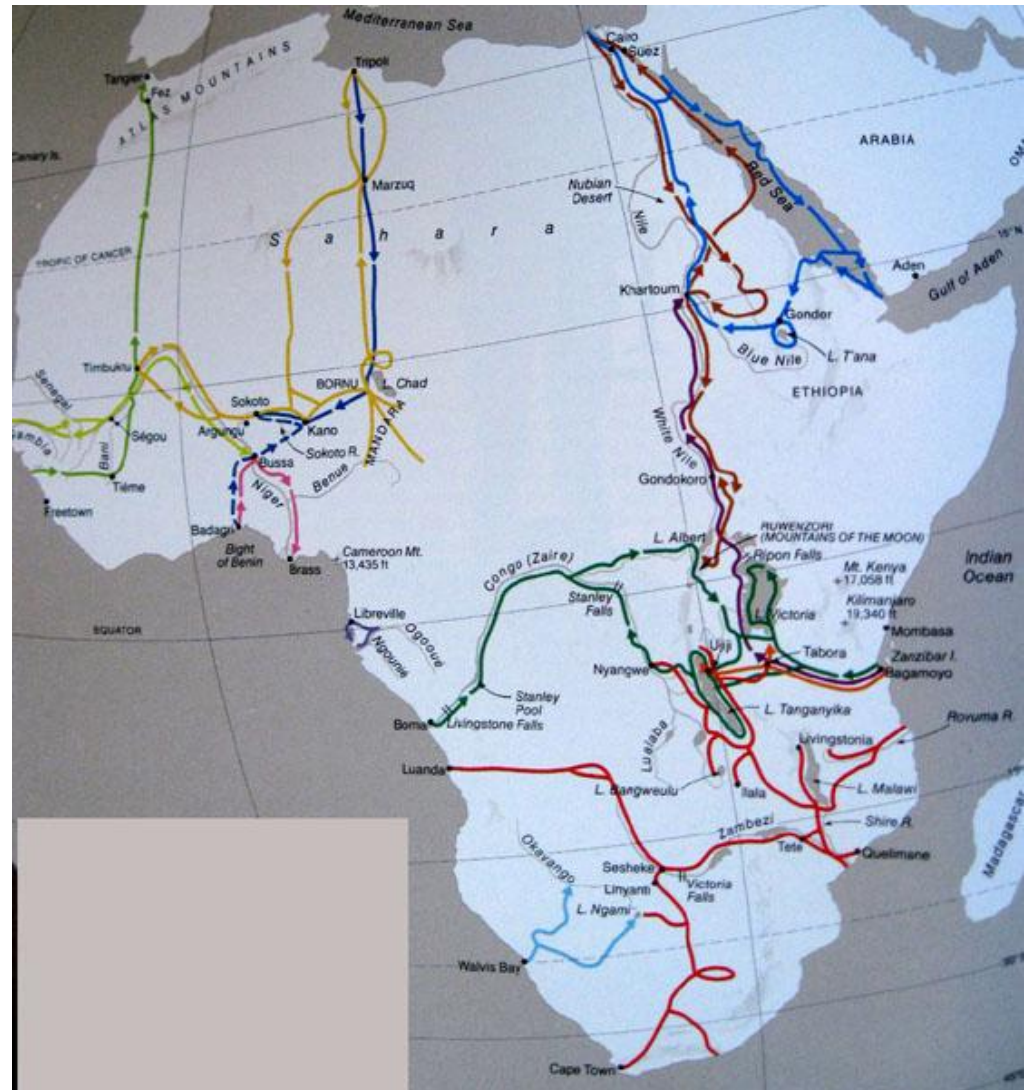 Mediterranean Sea
Cairo
Suez
Tripoli
Tangier
Fez
ATLAS MOUNTAINS
Canary Is.
ARABIA
Marzuq
Nubian
Desert
Nile
Red Sea
Sahara
TROPIC OF CANCER
15°N
Aden
Gulf of Aden
Khartoum
Gonder
L. T'ana
Blue Nile
ETHIOPIA
Timbuktu
Senegal
BORNU
L. Chad
Sokoto
Argungu
Kano
MANDARA
Ségou
Bani
Sokoto R.
White Nile
Tiéme
Bussa
Niger
Benue
Gondokoro
Freetown
Badagri
Bight
of Benin
Brass
Cameroon Mt.
13,435 ft
L. Albert
RUWENZORI
(MOUNTAINS OF THE MOON)
Ripon Falls
Indian
Ocean
Congo (Zaire)
Stanley
Falls
Mt. Kenya
17,058 ft
L. Victoria
Kilimanjaro
19,340 ft
Libreville
Ogooue
Ngounie
EQUATOR
Mombasa
Ujiji
Tabora
Zanzibar I.
Bagamoyo
Nyangwe
Stanley
Pool
Boma
Livingstone Falls
L. Tanganyika
Rovuma R.
Lualaba
Livingstonia
Luanda
L. Bangweulu
Ilala
L. Malawi
Shire R.
Zambezi
Tete
Quelimane
Madagascar
Okavango
Sesheke
Linyanti
Victoria
Falls
L. Ngami
Walvis Bay
Cape Town